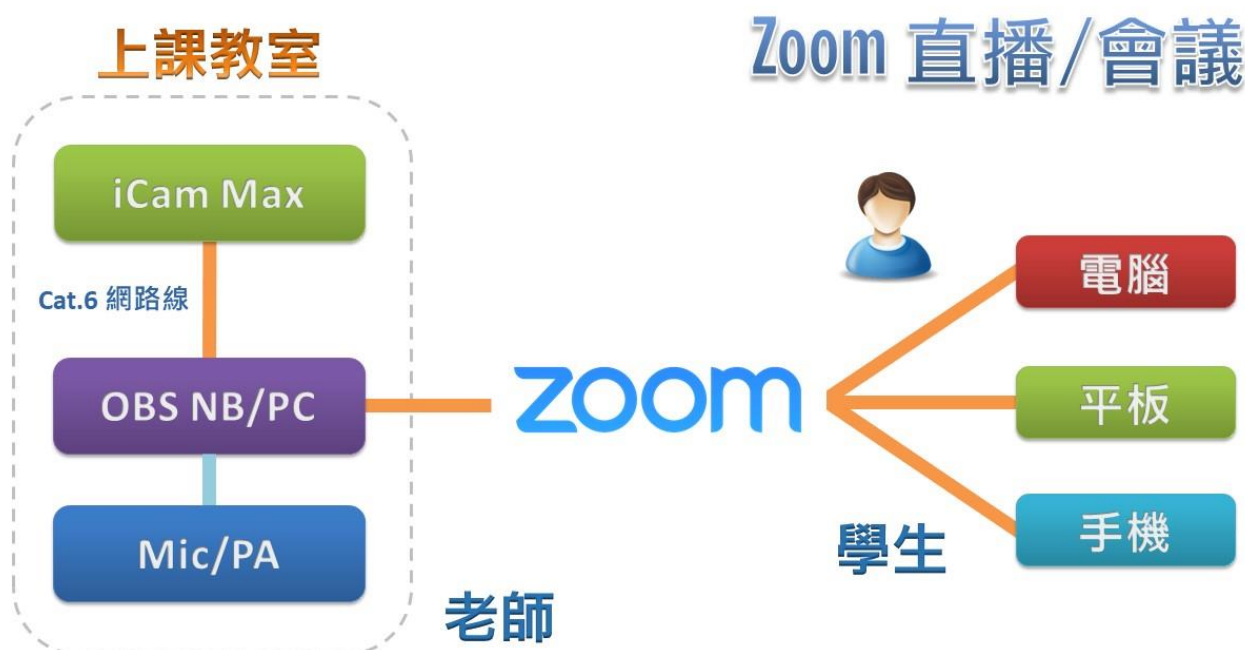 上課教室
Zoom 直播/會議
iCam Max
Cat.6 網路線
OBS NB/PC
Mic/PA
老師
zoom
學生
電腦
平板
手機